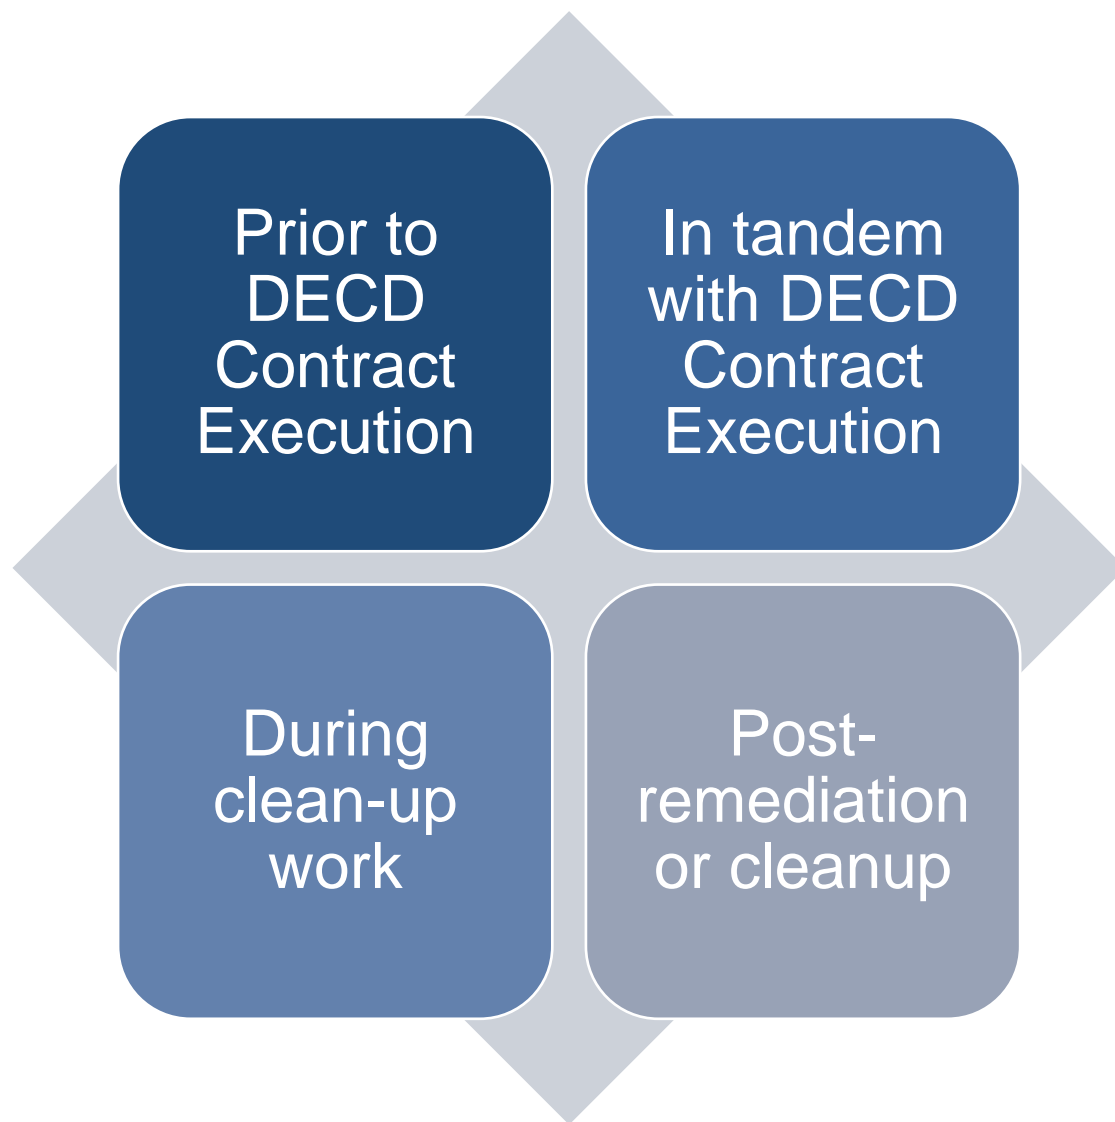 Prior to
DECD
Contract
Execution
In tandem
with DECD
Contract
Execution
During
clean-up
work
Post-
remediation
or cleanup